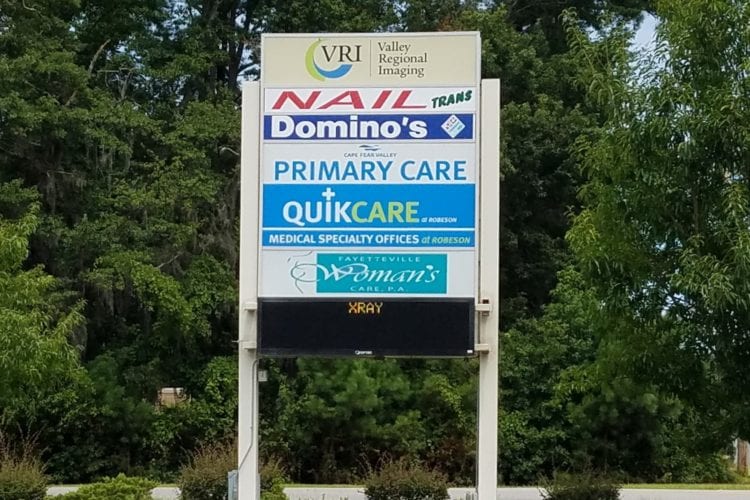 VRI
Valley
Regional
Imaging
NAIL TRANS
Domino's
CAPE FEAR VALLEY
PRIMARY CARE
QUIKCARE at ROBESON
MEDICAL SPECIALTY OFFICES at ROBESON
FAYETTEVILLE
Woman's
CARE, P.A.
XRAY